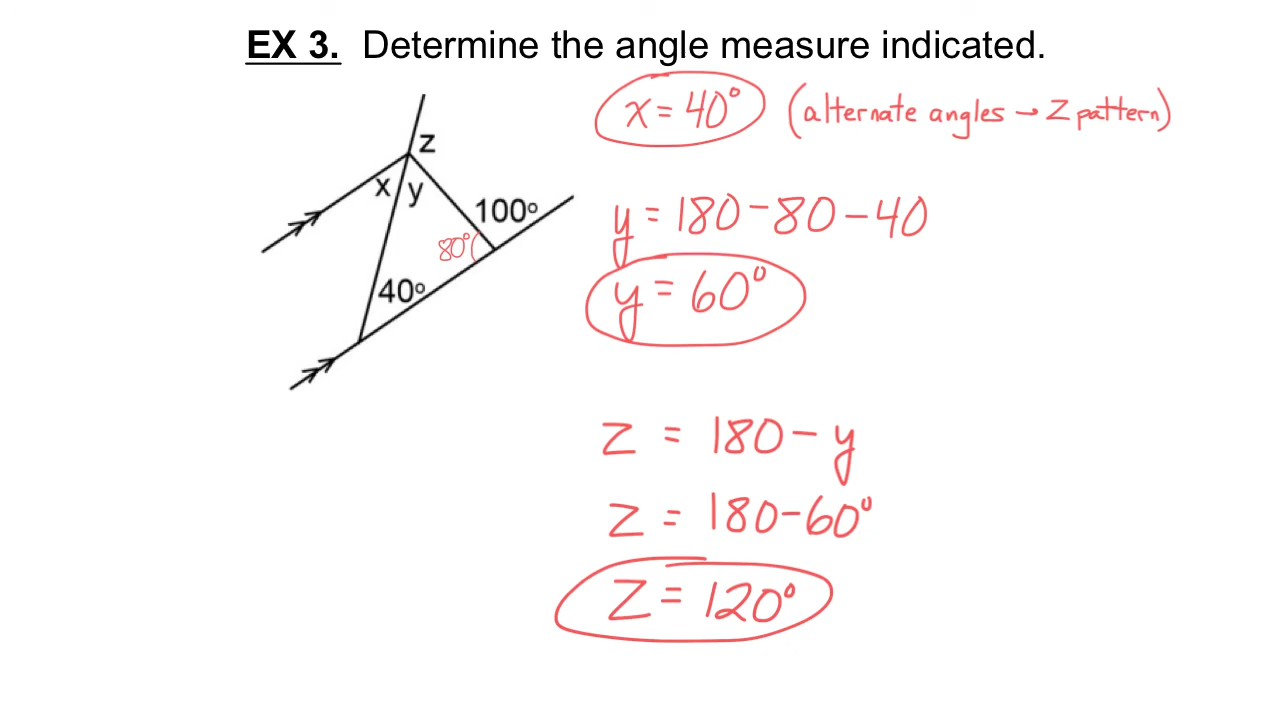 EX 3. Determine the angle measure indicated.
x = 40° (alternate angles → Z pattern)
z
x y
100°
80°
40°
y = 180 - 80 - 40
y = 60°
z = 180 - y
z = 180 - 60°
z = 120°